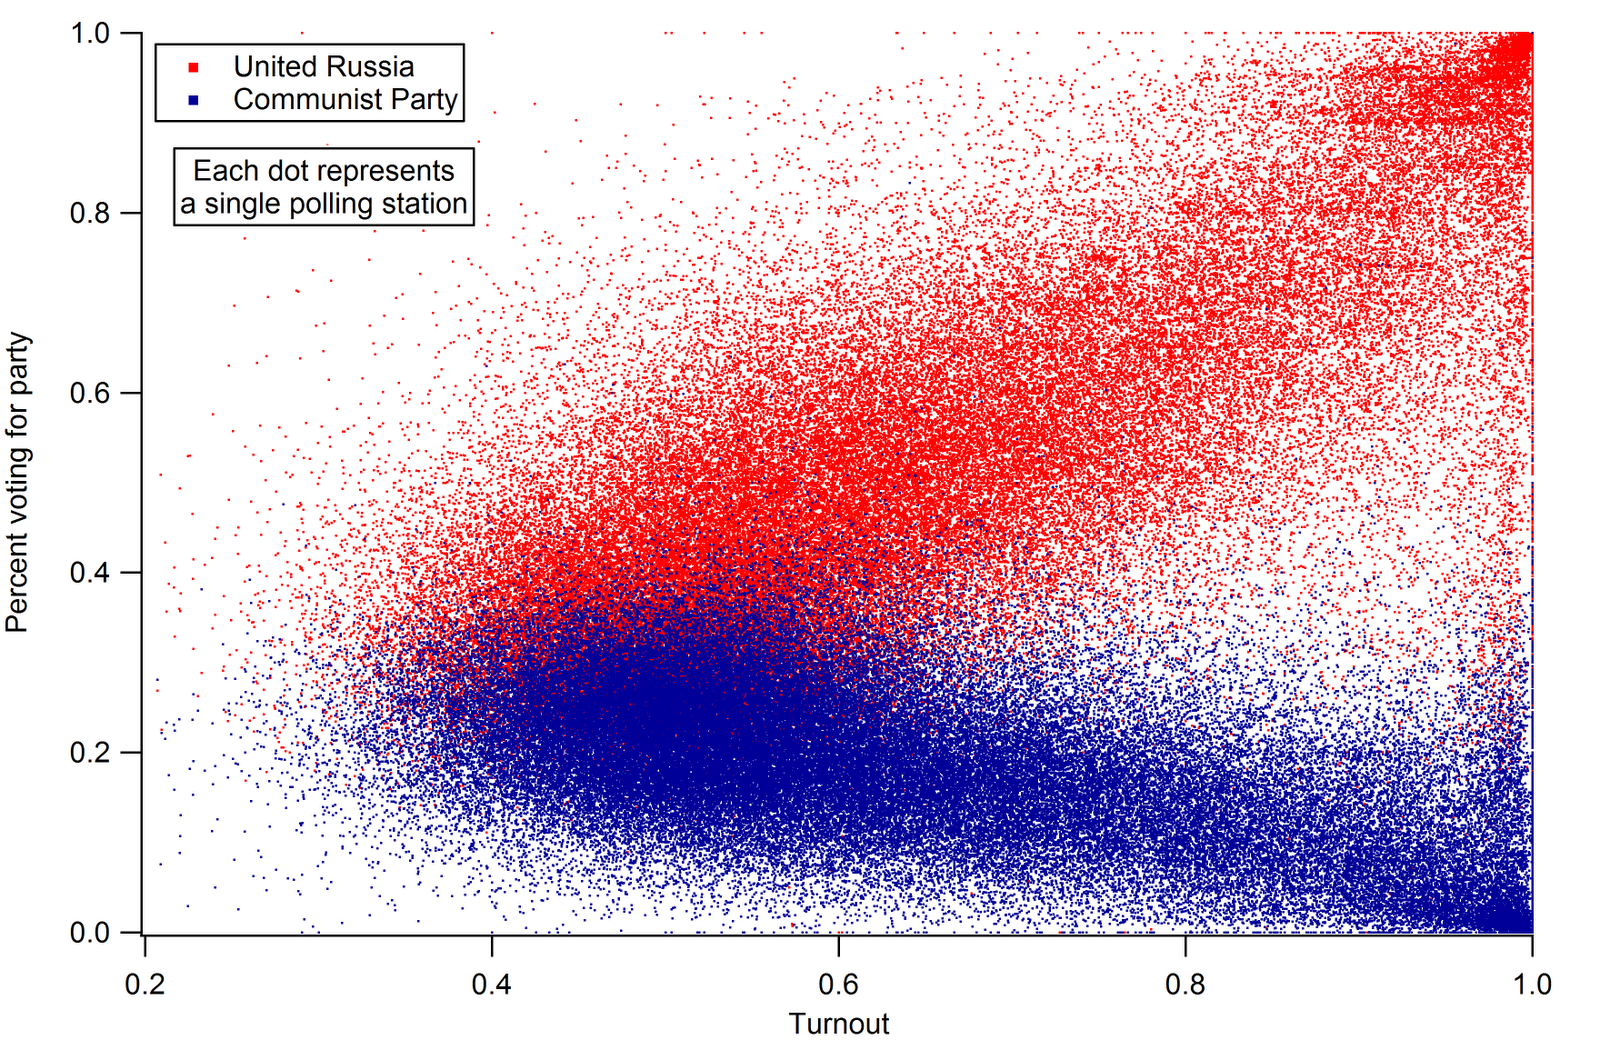 1.0
0.8
0.6
0.4
0.2
0.0
Percent voting for party
United Russia
Communist Party
Each dot represents
a single polling station
0.2
0.4
0.6
0.8
1.0
Turnout